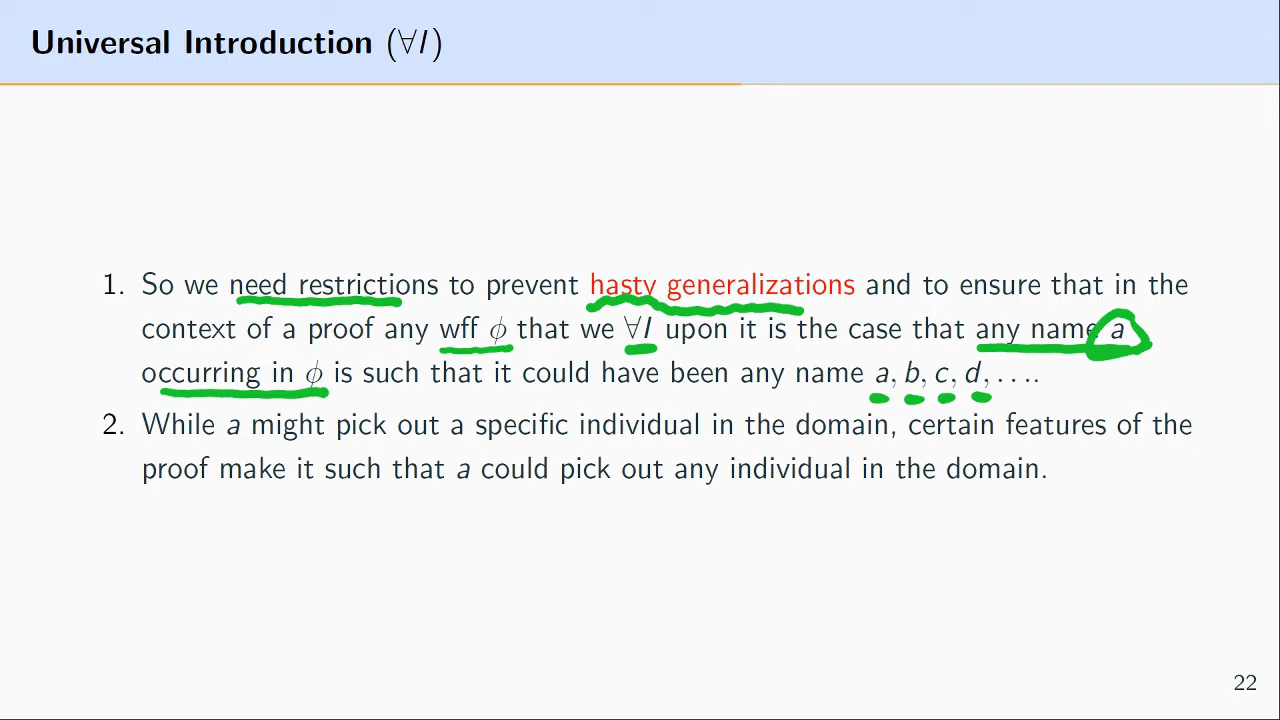 Universal Introduction (∀I)
1. So we need restrictions to prevent hasty generalizations and to ensure that in the
context of a proof any wff ϕ that we ∀I upon it is the case that any name a
occurring in ϕ is such that it could have been any name a, b, c, d, . . ..
2. While a might pick out a specific individual in the domain, certain features of the
proof make it such that a could pick out any individual in the domain.
22